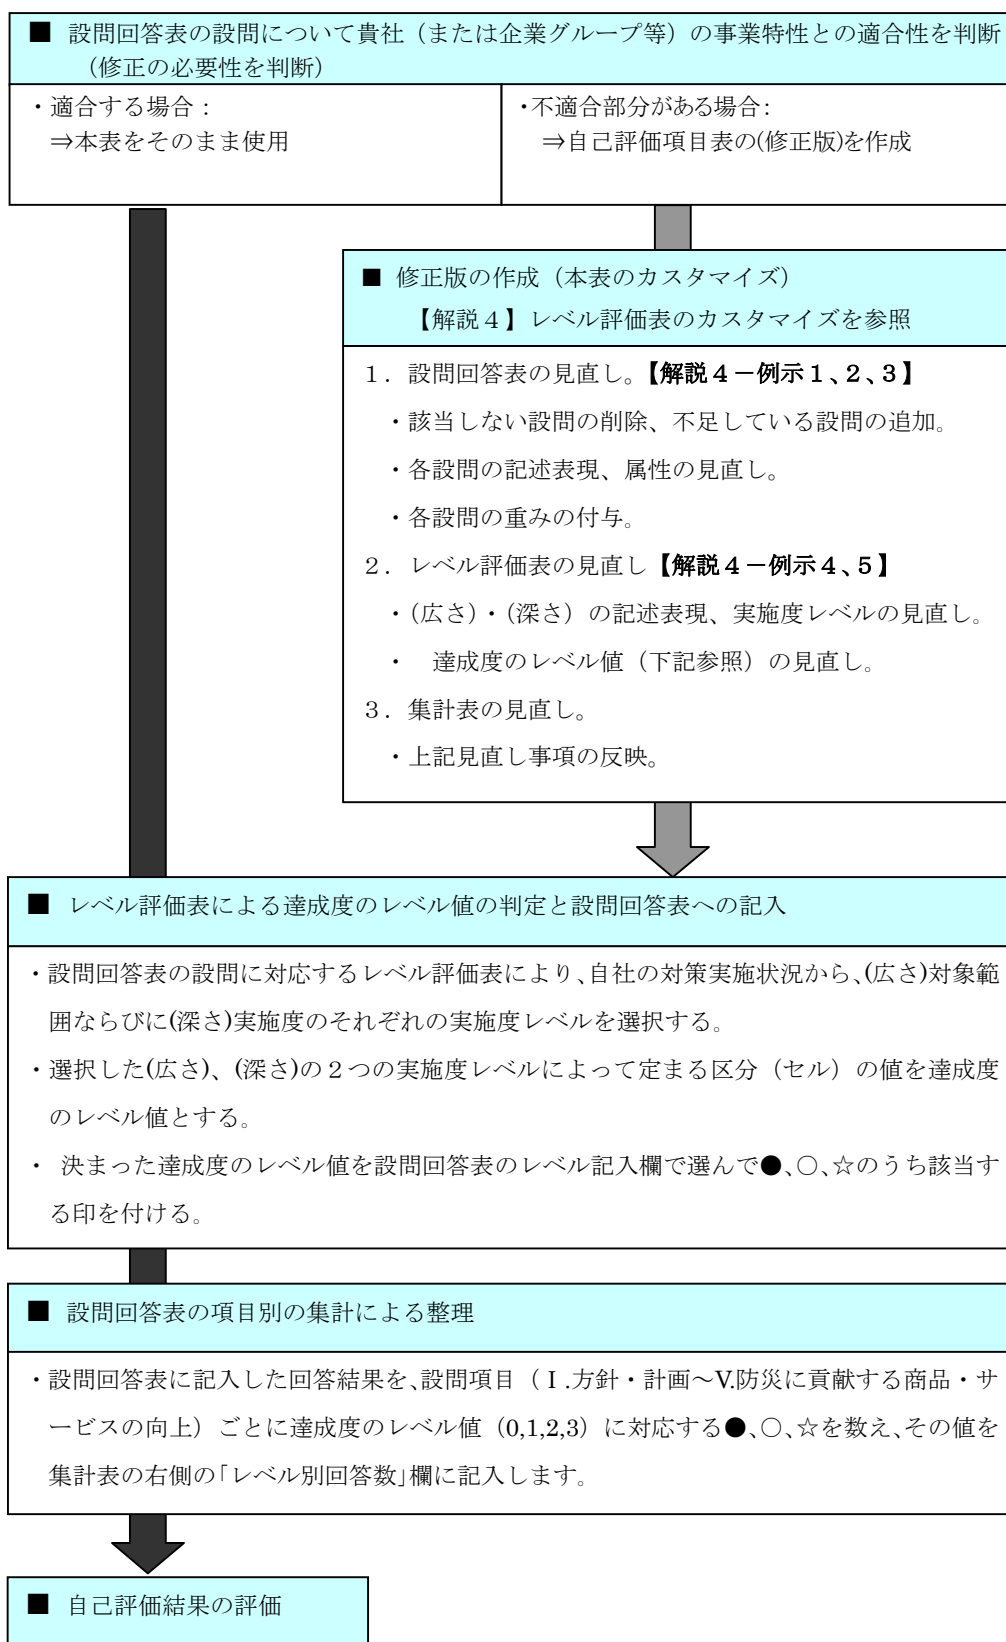 ■ 設問回答表の設問について貴社（または企業グループ等）の事業特性との適合性を判断
（修正の必要性を判断）
・適合する場合：
⇒本表をそのまま使用
・不適合部分がある場合：
⇒自己評価項目表の(修正版)を作成
■ 修正版の作成（本表のカスタマイズ）
【解説４】レベル評価表のカスタマイズを参照
１．設問回答表の見直し。【解説４－例示１、２、３】
・該当しない設問の削除、不足している設問の追加。
・各設問の記述表現、属性の見直し。
・各設問の重みの付与。
２．レベル評価表の見直し【解説４－例示４、５】
・(広さ)・(深さ）の記述表現、実施度レベルの見直し。
・　達成度のレベル値（下記参照）の見直し。
３．集計表の見直し。
・上記見直し事項の反映。
■ レベル評価表による達成度のレベル値の判定と設問回答表への記入
・設問回答表の設問に対応するレベル評価表により、自社の対策実施状況から、(広さ)対象範
囲ならびに(深さ)実施度のそれぞれの実施度レベルを選択する。
・選択した(広さ)、(深さ)の２つの実施度レベルによって定まる区分（セル）の値を達成度
のレベル値とする。
・ 決まった達成度のレベル値を設問回答表のレベル記入欄で選んで●、○、☆のうち該当す
る印を付ける。
■ 設問回答表の項目別の集計による整理
・設問回答表に記入した回答結果を、設問項目（Ⅰ.方針・計画～Ⅴ.防災に貢献する商品・サ
ービスの向上）ごとに達成度のレベル値（0,1,2,3）に対応する●、○、☆を数え、その値を
集計表の右側の「レベル別回答数」欄に記入します。
■ 自己評価結果の評価